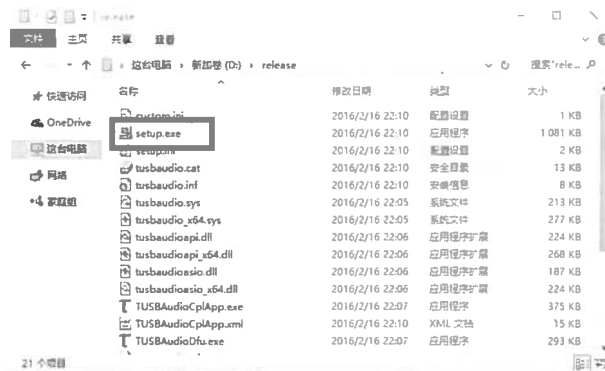 release
文件 主页 共享 查看
这台电脑 › 新加卷 (D:) › release 搜索"rele...
名称 修改日期 类型 大小
快速访问
OneDrive
这台电脑
网络
家庭组
custom.ini 2016/2/16 22:10 配置设置 1 KB
setup.exe 2016/2/16 22:10 应用程序 1 081 KB
setup.ini 2016/2/16 22:10 配置设置 2 KB
tusbaudio.cat 2016/2/16 22:10 安全目录 13 KB
tusbaudio.inf 2016/2/16 22:10 安装信息 8 KB
tusbaudio.sys 2016/2/16 22:05 系统文件 213 KB
tusbaudio_x64.sys 2016/2/16 22:05 系统文件 277 KB
tusbaudioapi.dll 2016/2/16 22:06 应用程序扩展 224 KB
tusbaudioapi_x64.dll 2016/2/16 22:06 应用程序扩展 268 KB
tusbaudioasio.dll 2016/2/16 22:06 应用程序扩展 187 KB
tusbaudioasio_x64.dll 2016/2/16 22:06 应用程序扩展 224 KB
TUSBAudioCplApp.exe 2016/2/16 22:07 应用程序 375 KB
TUSBAudioCplApp.xml 2016/2/16 22:10 XML 文档 15 KB
TUSBAudioDfu.exe 2016/2/16 22:07 应用程序 293 KB
21 个项目